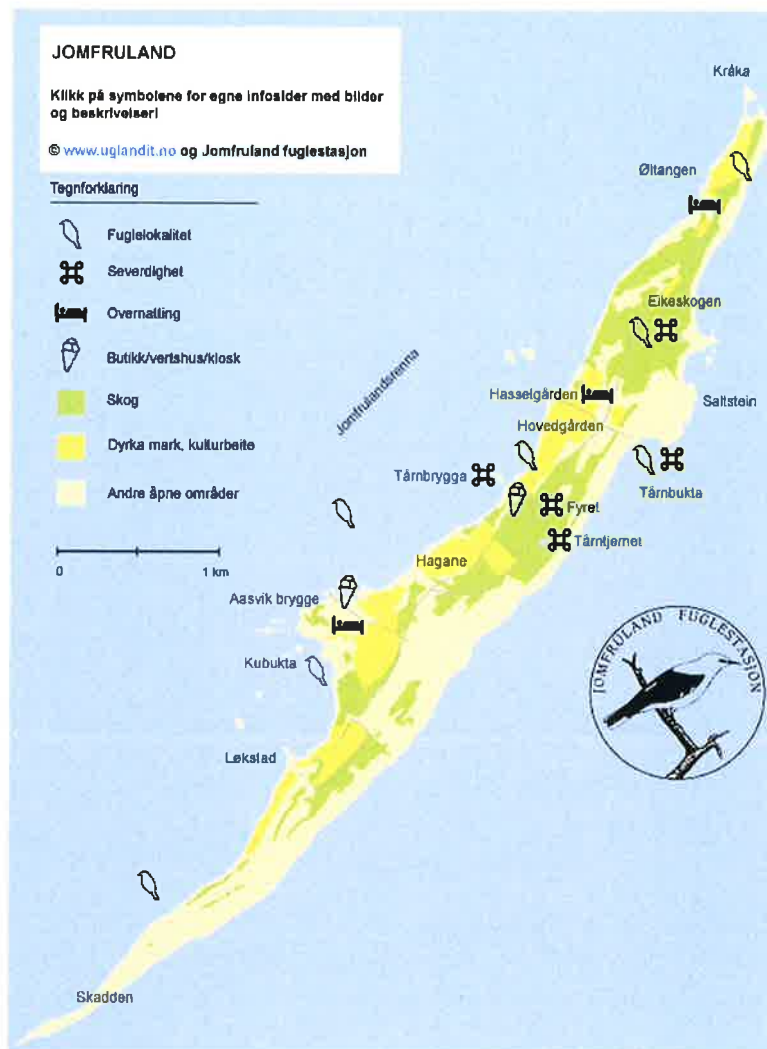 JOMFRULAND
Klikk på symbolene for egne infosider med bilder
og beskrivelser!
© www.uglandit.no og Jomfruland fuglestasjon
Tegnforklaring
Fuglelokalitet
Severdighet
Overnatting
Butikk/vertshus/kiosk
Skog
Dyrka mark, kulturbeite
Andre åpne områder
0 1 km
Kråka
Øitangen
Eikeskogen
Jomfrulandsrenna
Hasselgården
Saltstein
Hovedgården
Tårnbrygga
Tårnbukta
Fyret
Tårntjernet
Hagane
Aasvik brygge
Kubukta
Løkstad
Skadden
JOMFRULAND FUGLESTASJON